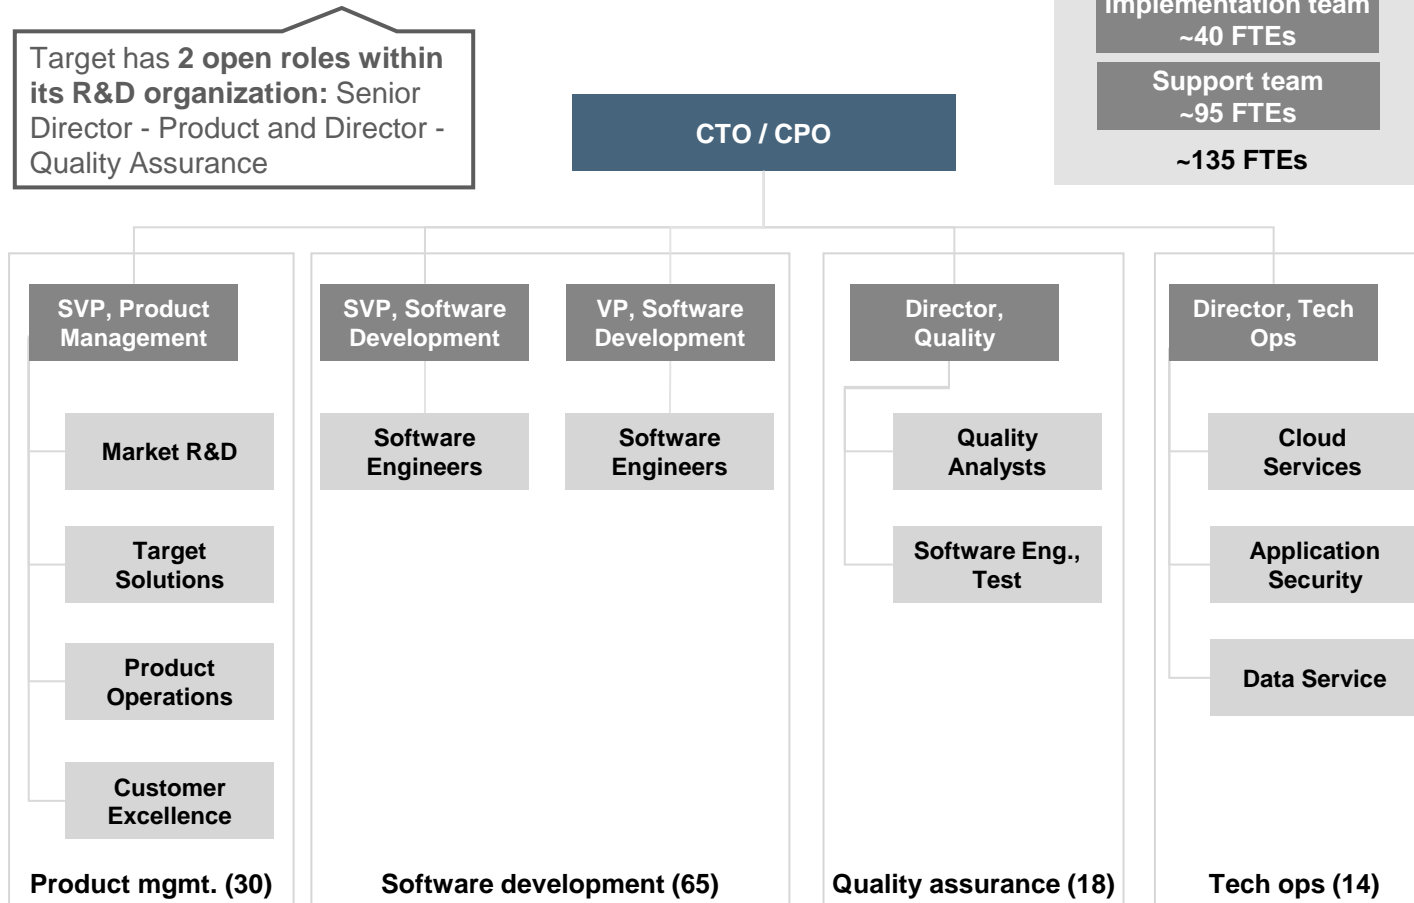 Implementation team
~40 FTEs
Support team
~95 FTEs
~135 FTEs
Target has 2 open roles within
its R&D organization: Senior
Director - Product and Director -
Quality Assurance
CTO / CPO
SVP, Product
Management
SVP, Software
Development
VP, Software
Development
Director,
Quality
Director, Tech
Ops
Market R&D
Software
Engineers
Software
Engineers
Quality
Analysts
Cloud
Services
Target
Solutions
Software Eng.,
Test
Application
Security
Product
Operations
Data Service
Customer
Excellence
Product mgmt. (30)
Software development (65)
Quality assurance (18)
Tech ops (14)